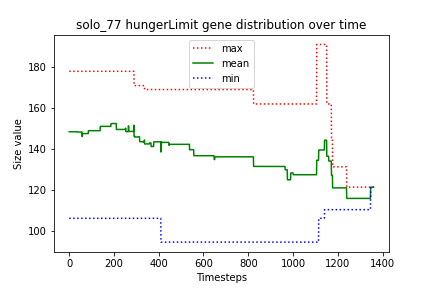 solo_77 hungerLimit gene distribution over time
max
mean
min
Size value
180
160
140
120
100
0 200 400 600 800 1000 1200 1400
Timesteps